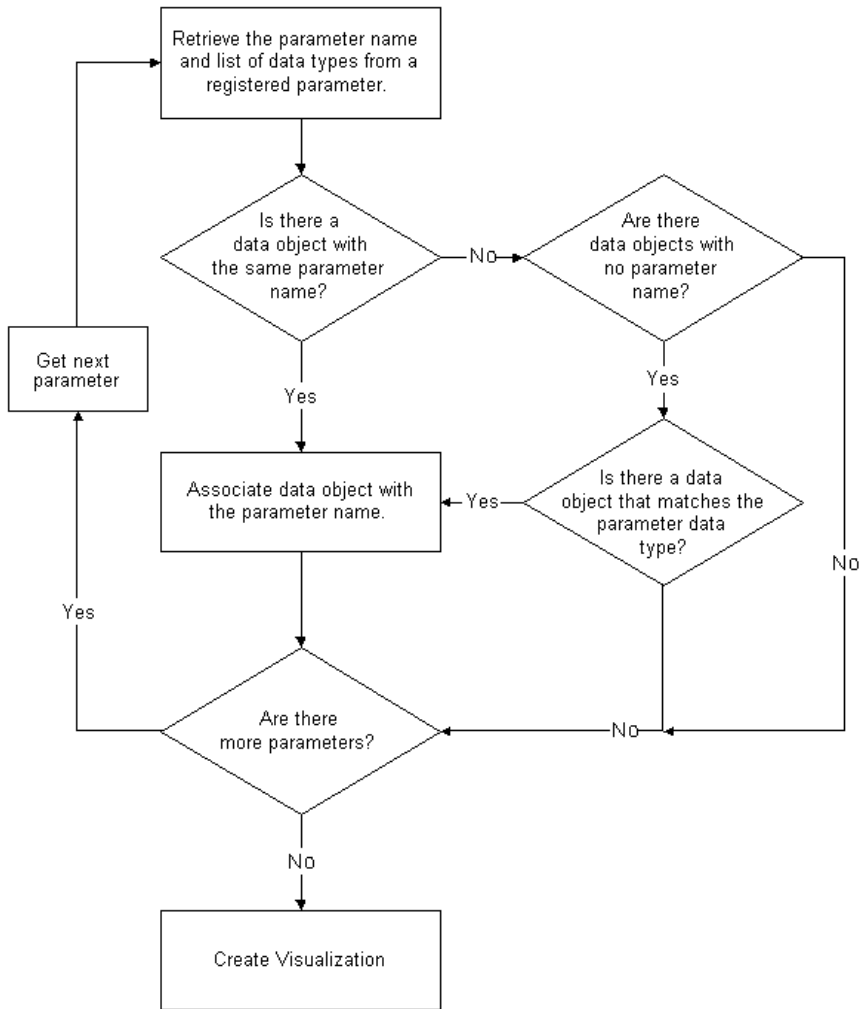 Retrieve the parameter name
and list of data types from a
registered parameter.
Is there a
data object with
the same parameter
name?
No
Are there
data objects with
no parameter
name?
Get next
parameter
Yes
Yes
Associate data object with
the parameter name.
Yes
Is there a data
object that matches the
parameter data
type?
No
Yes
Are there
more parameters?
No
No
Create Visualization